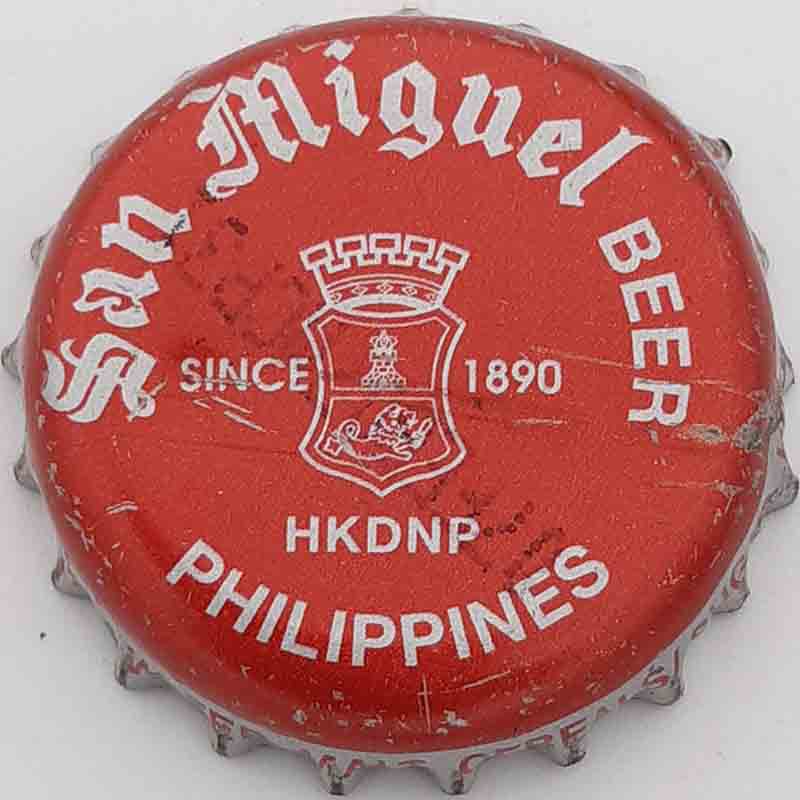 San Miguel BEER
SINCE 1890
HKDNP
PHILIPPINES